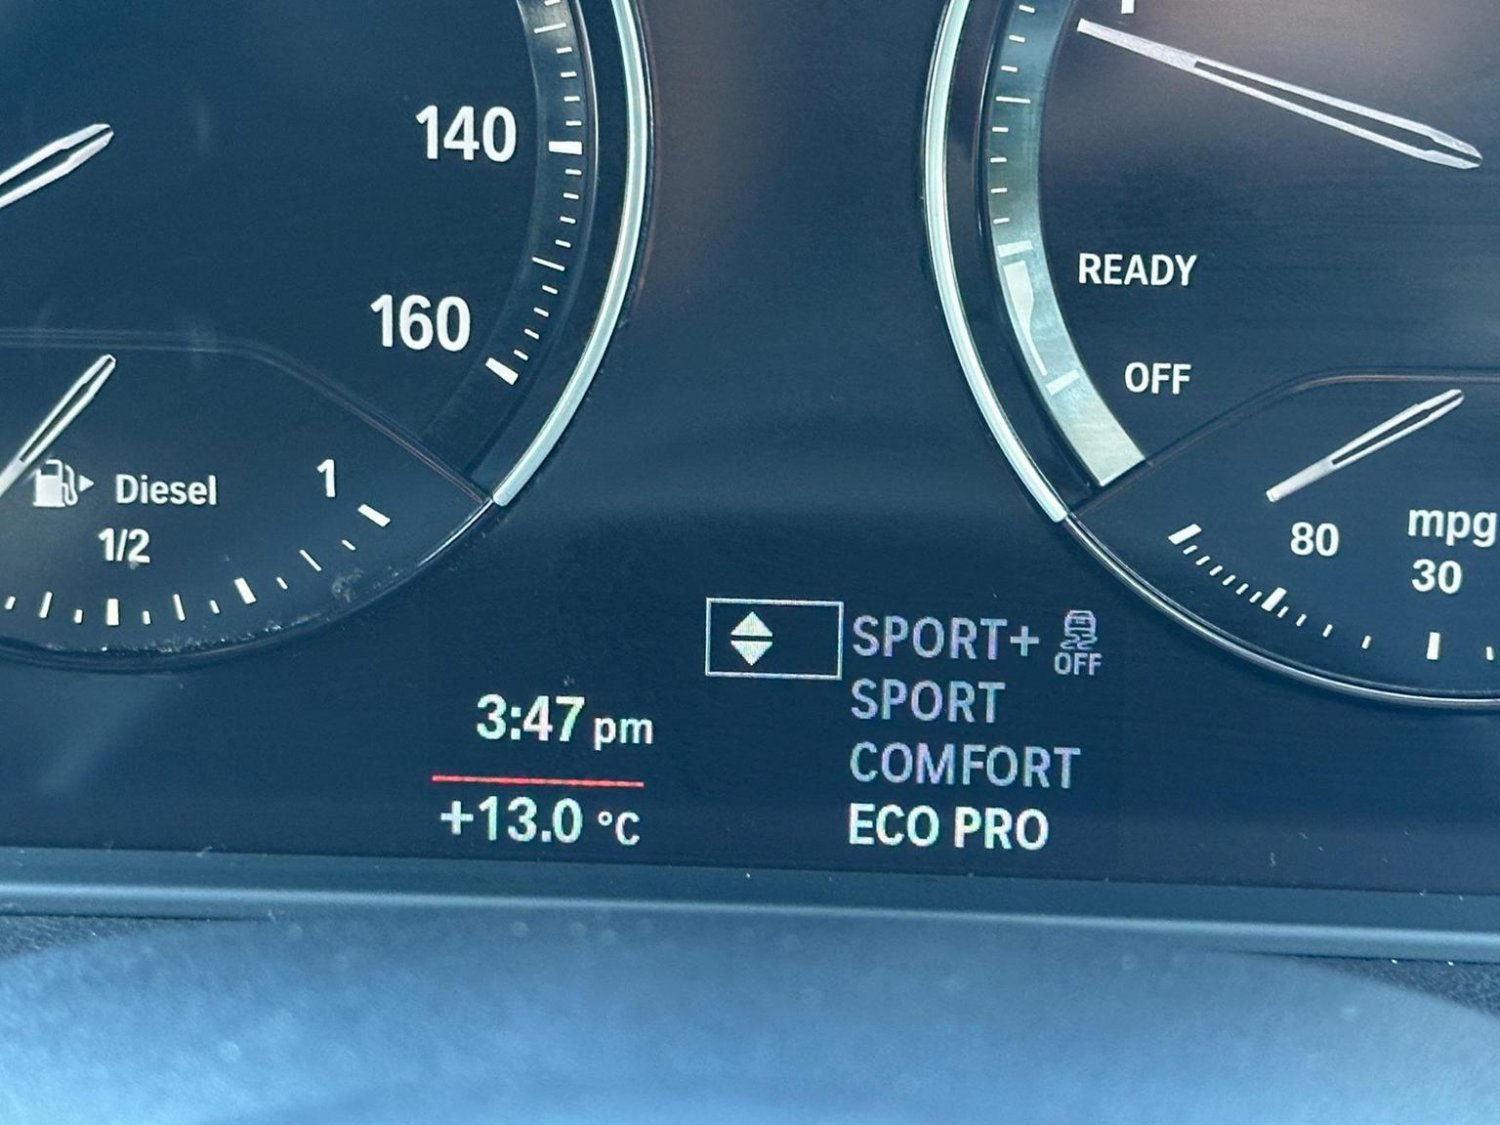 140
160
Diesel
1/2
1
READY
OFF
80
mpg
30
SPORT+
OFF
SPORT
COMFORT
ECO PRO
3:47 pm
+13.0 °C